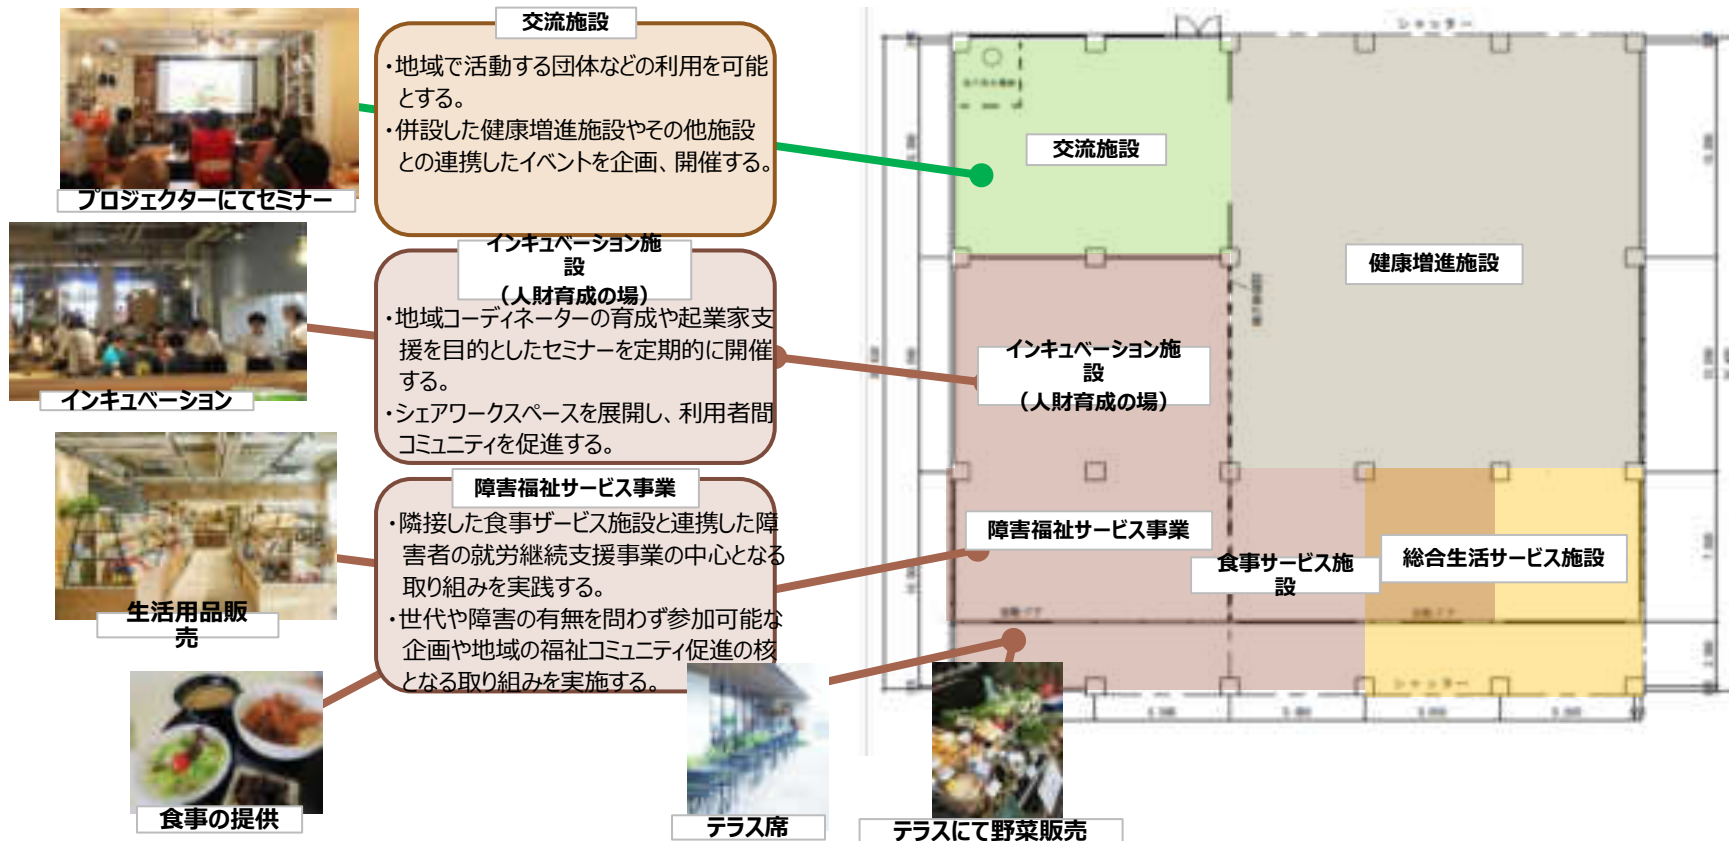 交流施設
・地域で活動する団体などの利用を可能
とする。
・併設した健康増進施設やその他施設
との連携したイベントを企画、開催する。
プロジェクターにてセミナー
インキュベーション施
設
（人財育成の場）
・地域コーディネーターの育成や起業家支
援を目的としたセミナーを定期的に開催
する。
・シェアワークスペースを展開し、利用者間
コミュニティを促進する。
インキュベーション
障害福祉サービス事業
・隣接した食事ザービス施設と連携した障
害者の就労継続支援事業の中心となる
取り組みを実践する。
・世代や障害の有無を問わず参加可能な
企画や地域の福祉コミュニティ促進の核
となる取り組みを実施する。
生活用品販
売
食事の提供
テラス席
テラスにて野菜販売
シャッター
交流施設
健康増進施設
インキュベーション施
設
（人財育成の場）
障害福祉サービス事業
食事サービス施
設
総合生活サービス施設
シャッター